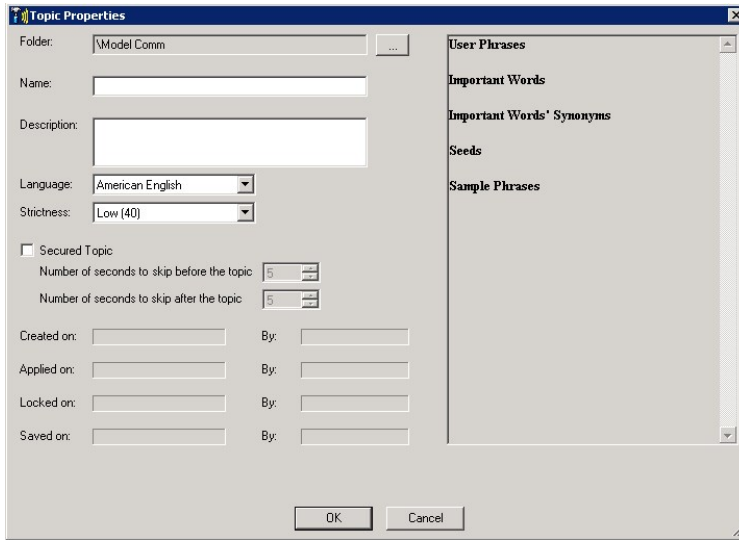 Topic Properties
Folder: \Model Comm ...
Name:
Description:
Language: American English
Strictness: Low (40)
Secured Topic
Number of seconds to skip before the topic 5
Number of seconds to skip after the topic 5
Created on: By:
Applied on: By:
Locked on: By:
Saved on: By:
User Phrases
Important Words
Important Words' Synonyms
Seeds
Sample Phrases
OK Cancel